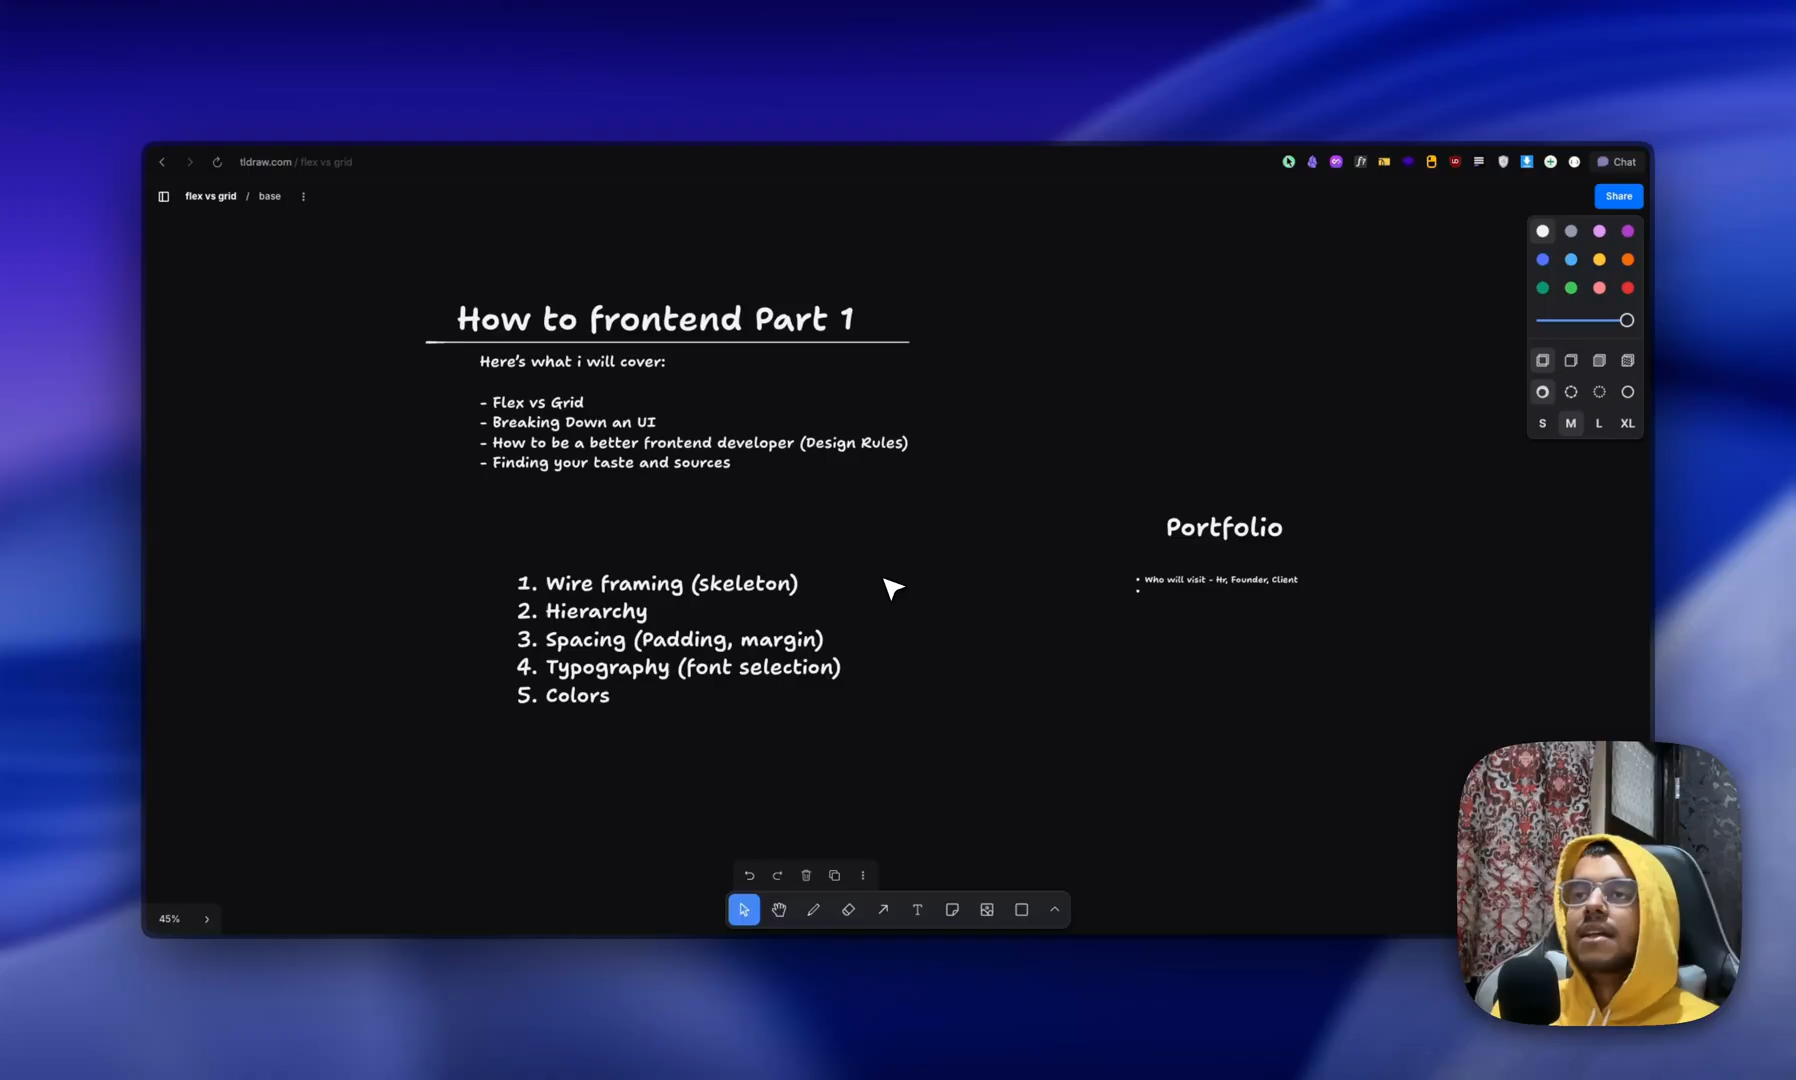 tldraw.com / flex vs grid
Chat
flex vs grid / base
Share
How to frontend Part 1
Here's what i will cover:
- Flex vs Grid
- Breaking Down an UI
- How to be a better frontend developer (Design Rules)
- Finding your taste and sources
S M L XL
Portfolio
• Who will visit - Hr, Founder, Client
•
1. Wire framing (skeleton)
2. Hierarchy
3. Spacing (Padding, margin)
4. Typography (font selection)
5. Colors
45%